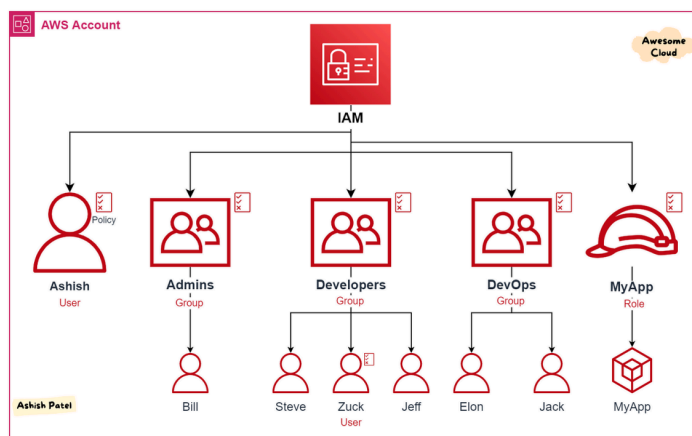 AWS Account
Awesome
Cloud
IAM
Policy
Ashish
User
Admins
Group
Developers
Group
DevOps
Group
MyApp
Role
Bill
Steve
Zuck
User
Jeff
Elon
Jack
MyApp
Ashish Patel